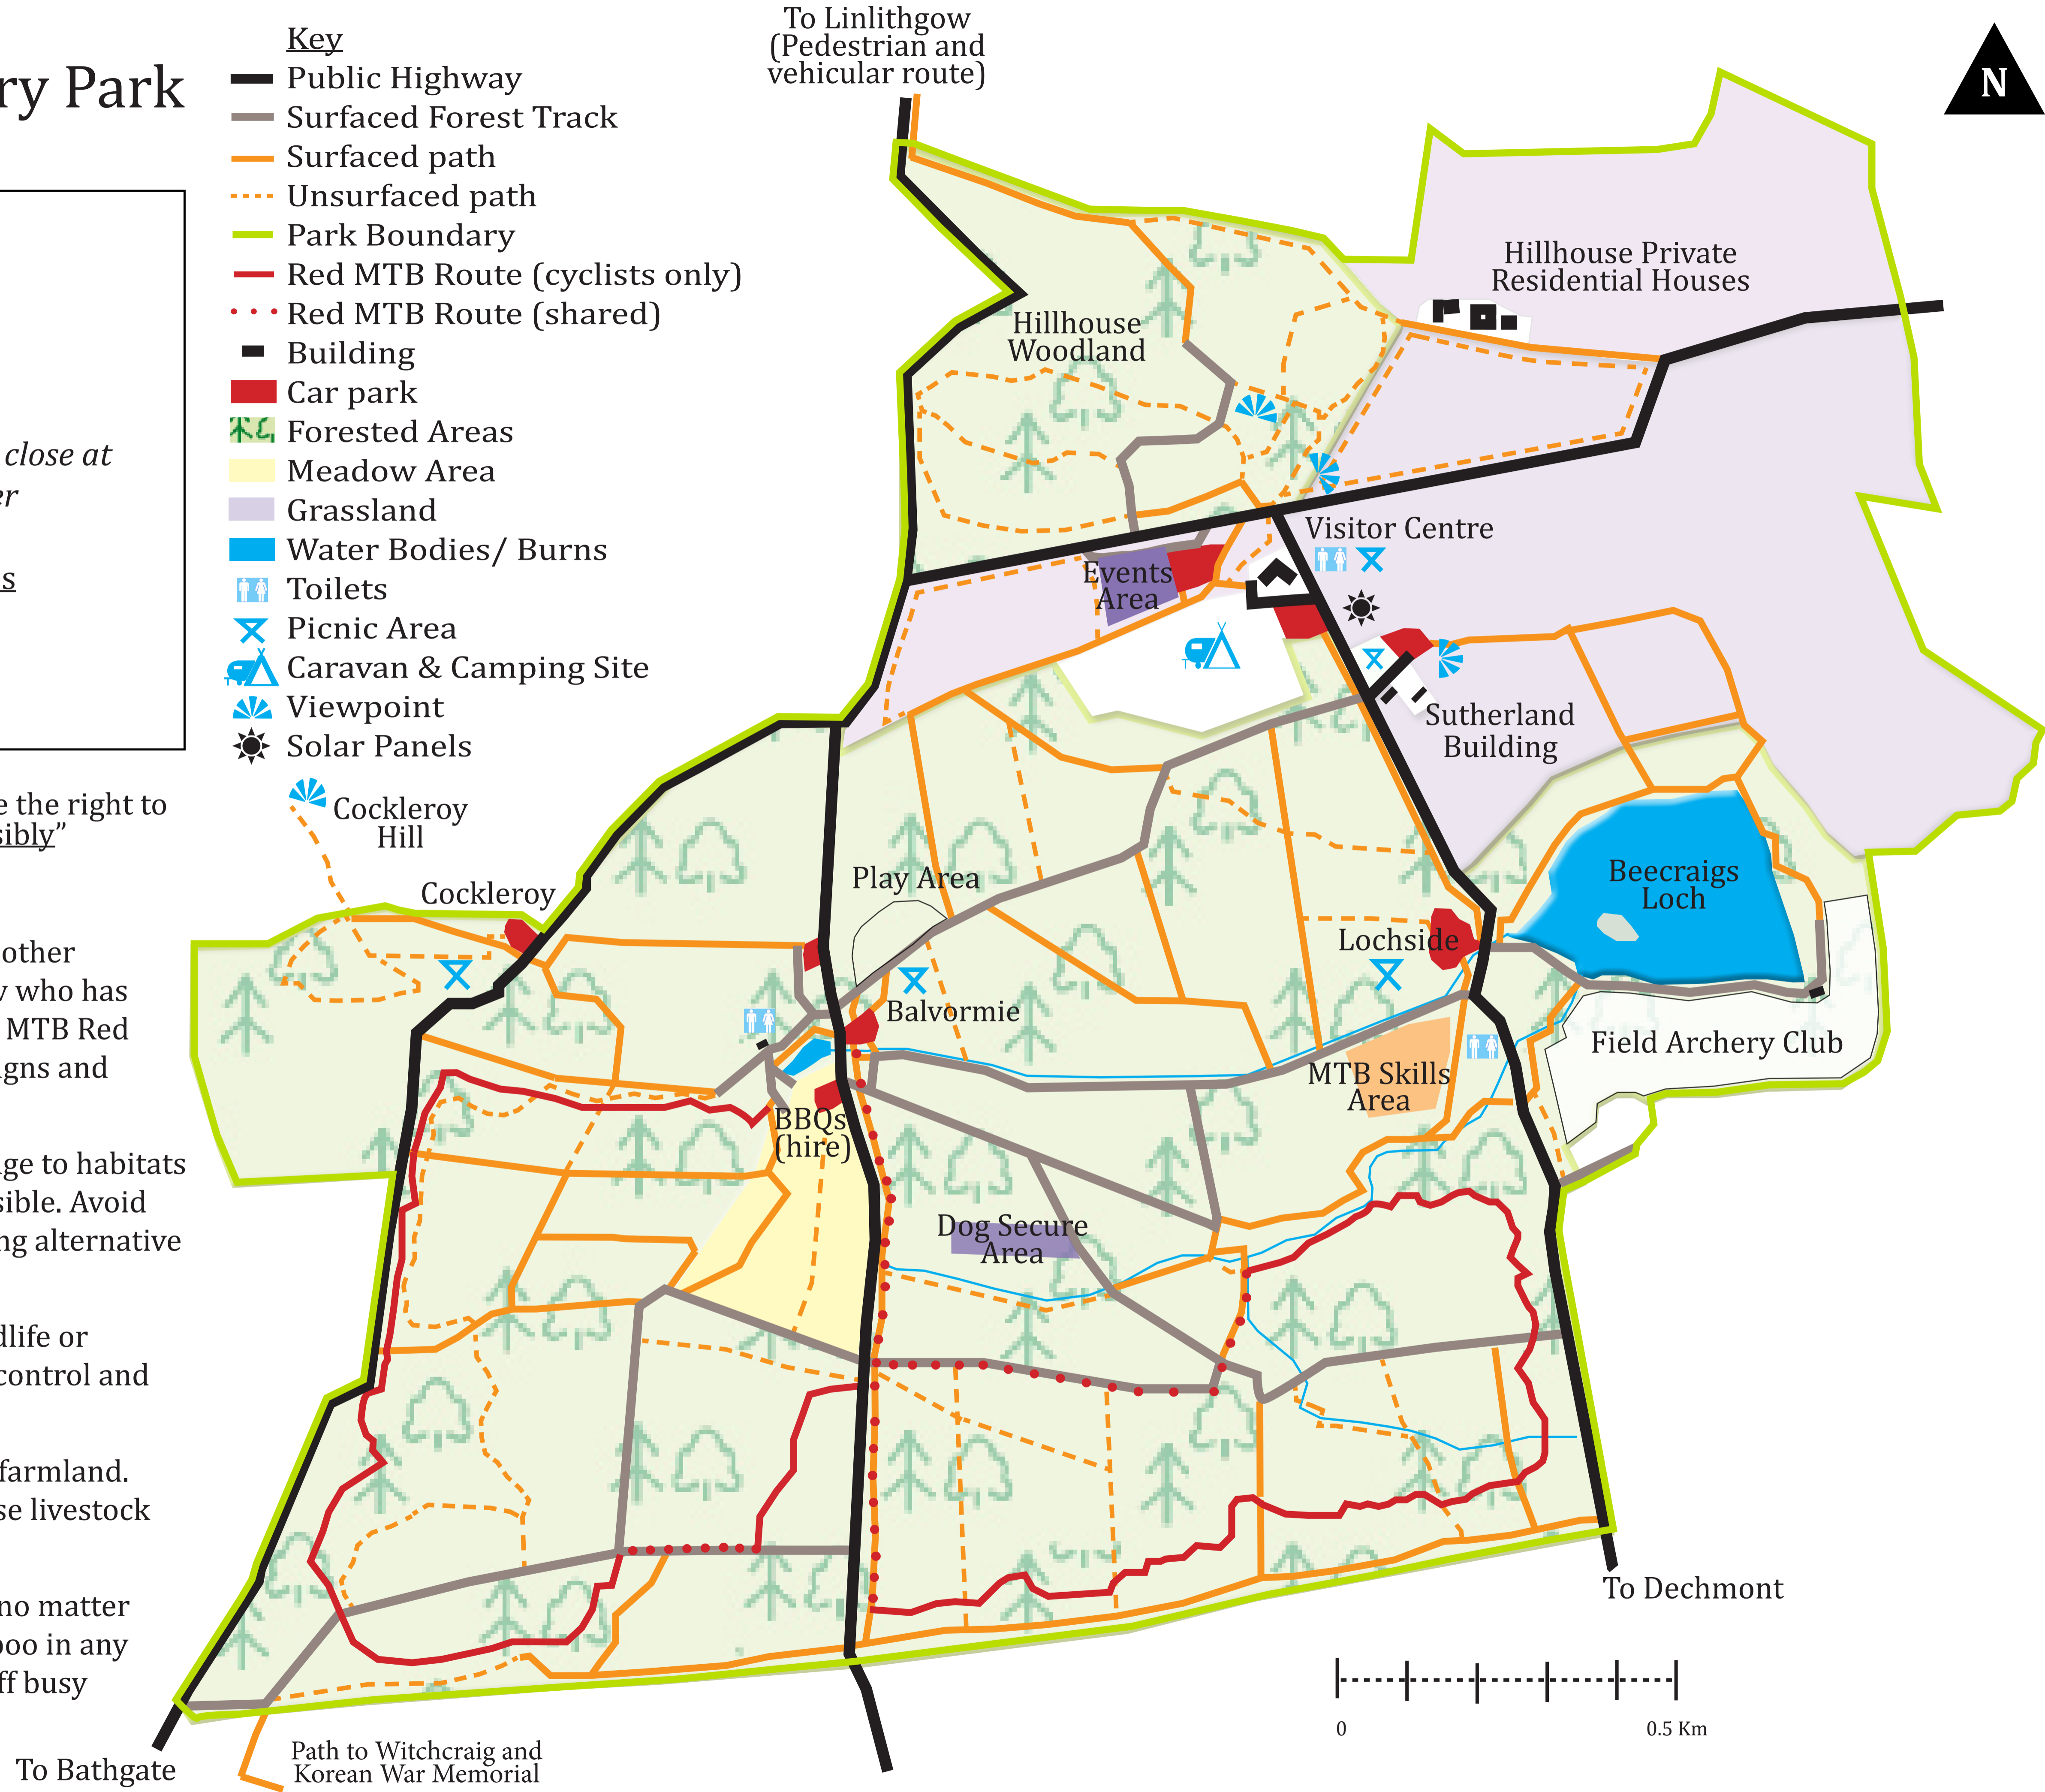 ry Park
close at
er
s
e the right to
sibly”
other
v who has
MTB Red
igns and
ge to habitats
sible. Avoid
ng alternative
dlife or
control and
farmland.
se livestock
no matter
poo in any
ff busy
Key
Public Highway
Surfaced Forest Track
Surfaced path
Unsurfaced path
Park Boundary
Red MTB Route (cyclists only)
Red MTB Route (shared)
Building
Car park
Forested Areas
Meadow Area
Grassland
Water Bodies/ Burns
Toilets
Picnic Area
Caravan & Camping Site
Viewpoint
Solar Panels
To Linlithgow
(Pedestrian and
vehicular route)
N
Hillhouse Private
Residential Houses
Hillhouse
Woodland
Visitor Centre
Events
Area
Sutherland
Building
Cockleroy
Hill
Cockleroy
Play Area
Beecraigs
Loch
Lochside
Balvormie
Field Archery Club
MTB Skills
Area
BBQs
(hire)
Dog Secure
Area
To Dechmont
0
0.5 Km
To Bathgate
Path to Witchcraig and
Korean War Memorial